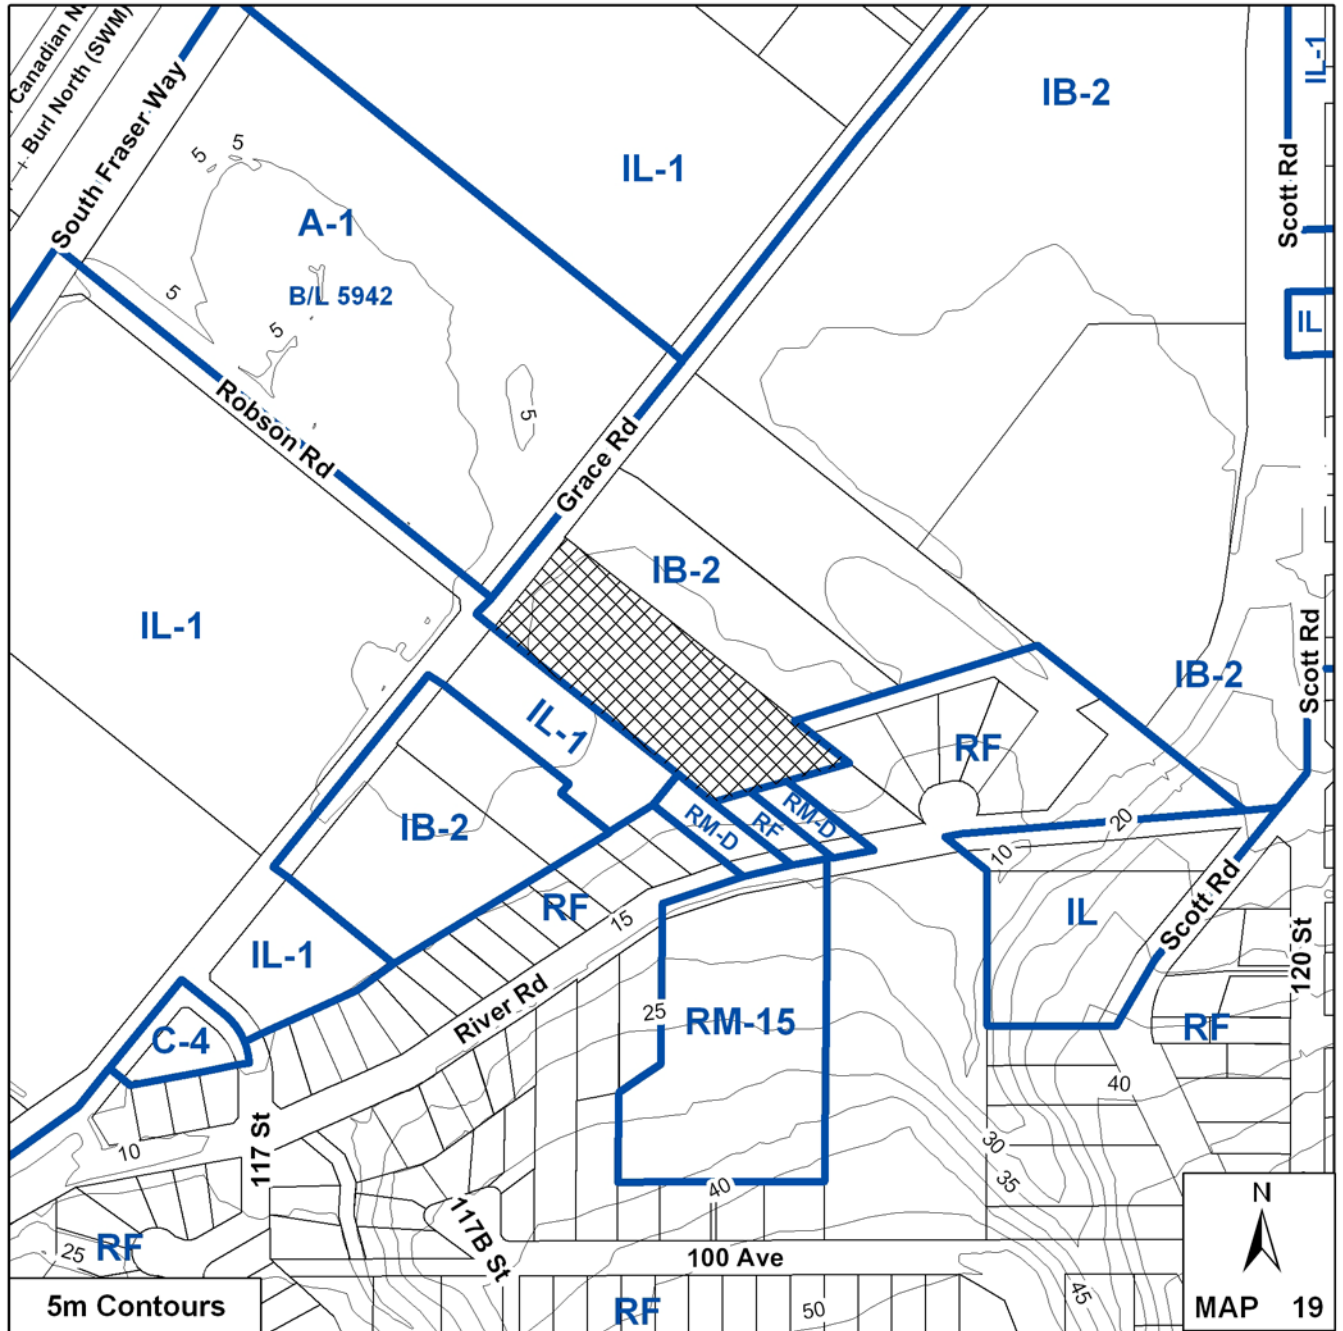 Canadian N
+ Burl North (SWM)
South Fraser Way
IL-1
IB-2
IL-1
Scott Rd
5
5
A-1
B/L 5942
5
5
IL
5
Robson Rd
Grace Rd
IB-2
IL-1
IB-2
Scott Rd
IL-1
RF
RM-D
RF
RM-D
IB-2
20
10
RF
15
IL
Scott Rd
120 St
IL-1
River Rd
25
RM-15
RF
C-4
40
117 St
10
30
35
40
117B St
RF
25
100 Ave
45
5m Contours
RF
50
N
MAP 19